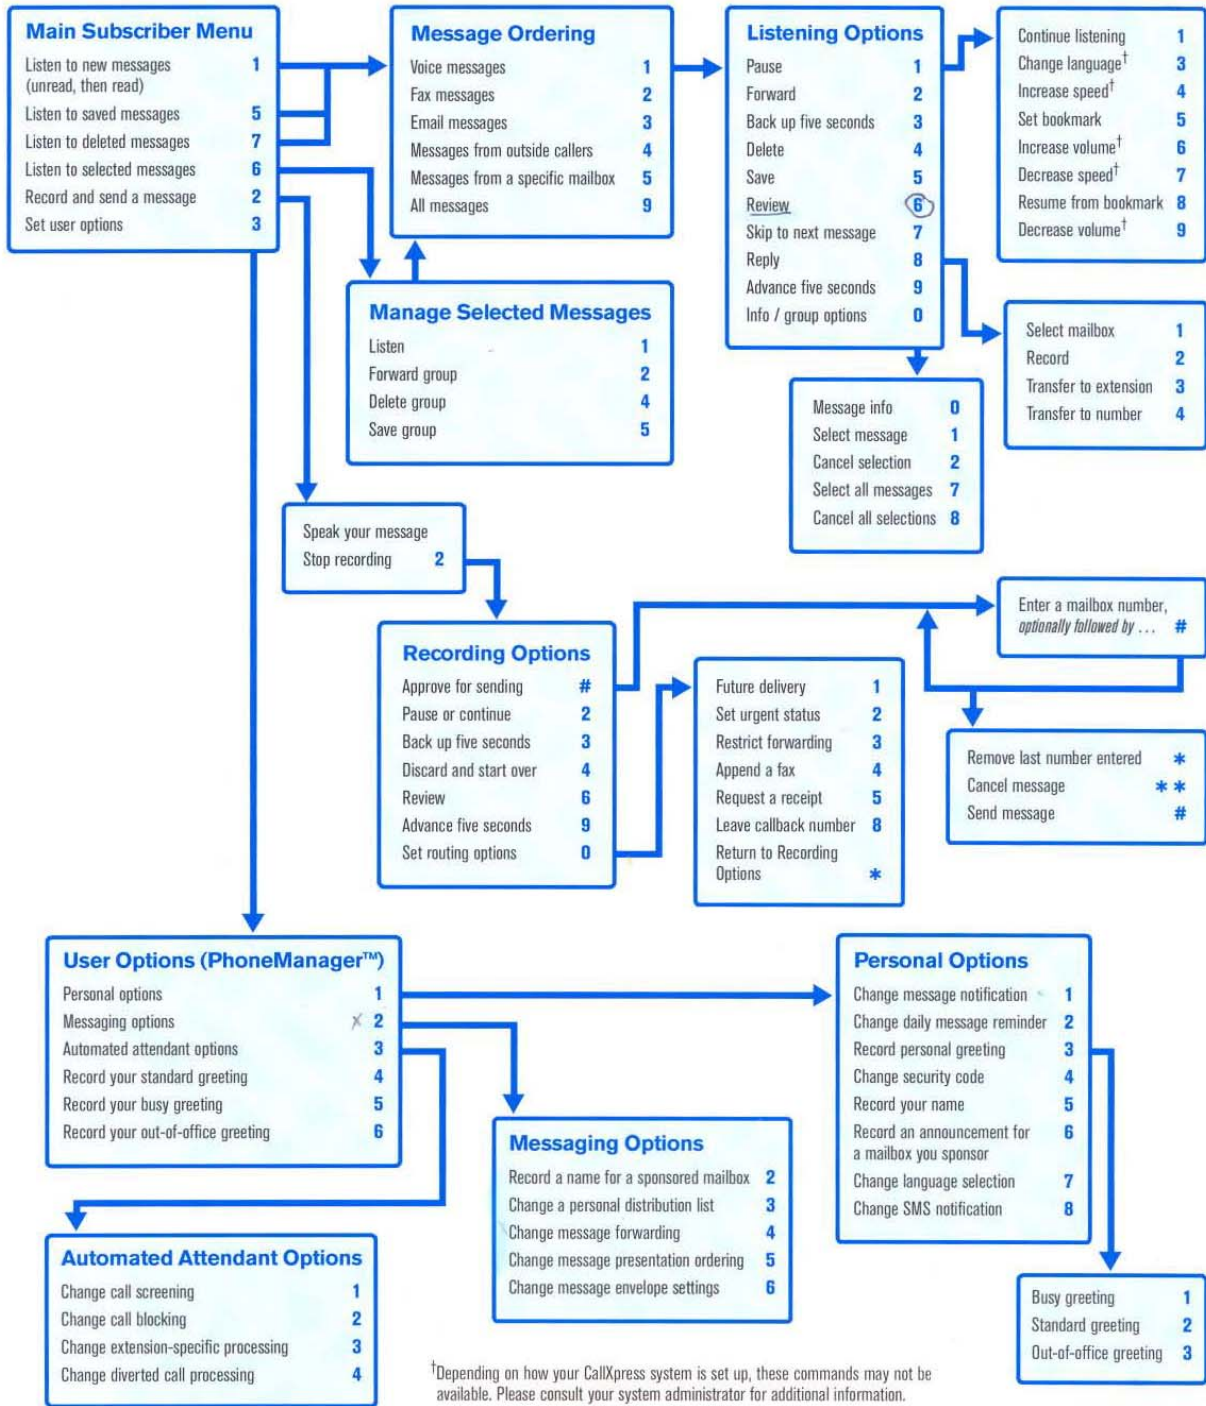 Main Subscriber Menu
Listen to new messages 1
(unread, then read)
Listen to saved messages 5
Listen to deleted messages 7
Listen to selected messages 6
Record and send a message 2
Set user options 3
Message Ordering
Voice messages 1
Fax messages 2
Email messages 3
Messages from outside callers 4
Messages from a specific mailbox 5
All messages 9
Listening Options
Pause 1
Forward 2
Back up five seconds 3
Delete 4
Save 5
Review 6
Skip to next message 7
Reply 8
Advance five seconds 9
Info / group options 0
Continue listening 1
Change language† 3
Increase speed† 4
Set bookmark 5
Increase volume† 6
Decrease speed† 7
Resume from bookmark 8
Decrease volume† 9
Manage Selected Messages
Listen 1
Forward group 2
Delete group 4
Save group 5
Select mailbox 1
Record 2
Transfer to extension 3
Transfer to number 4
Message info 0
Select message 1
Cancel selection 2
Select all messages 7
Cancel all selections 8
Speak your message
Stop recording 2
Recording Options
Approve for sending #
Pause or continue 2
Back up five seconds 3
Discard and start over 4
Review 6
Advance five seconds 9
Set routing options 0
Future delivery 1
Set urgent status 2
Restrict forwarding 3
Append a fax 4
Request a receipt 5
Leave callback number 8
Return to Recording
Options *
Enter a mailbox number,
optionally followed by ... #
Remove last number entered *
Cancel message * *
Send message #
User Options (PhoneManager™)
Personal options 1
Messaging options x 2
Automated attendant options 3
Record your standard greeting 4
Record your busy greeting 5
Record your out-of-office greeting 6
Personal Options
Change message notification 1
Change daily message reminder 2
Record personal greeting 3
Change security code 4
Record your name 5
Record an announcement for 6
a mailbox you sponsor
Change language selection 7
Change SMS notification 8
Messaging Options
Record a name for a sponsored mailbox 2
Change a personal distribution list 3
Change message forwarding 4
Change message presentation ordering 5
Change message envelope settings 6
Automated Attendant Options
Change call screening 1
Change call blocking 2
Change extension-specific processing 3
Change diverted call processing 4
Busy greeting 1
Standard greeting 2
Out-of-office greeting 3
†Depending on how your CallXpress system is set up, these commands may not be
available. Please consult your system administrator for additional information.